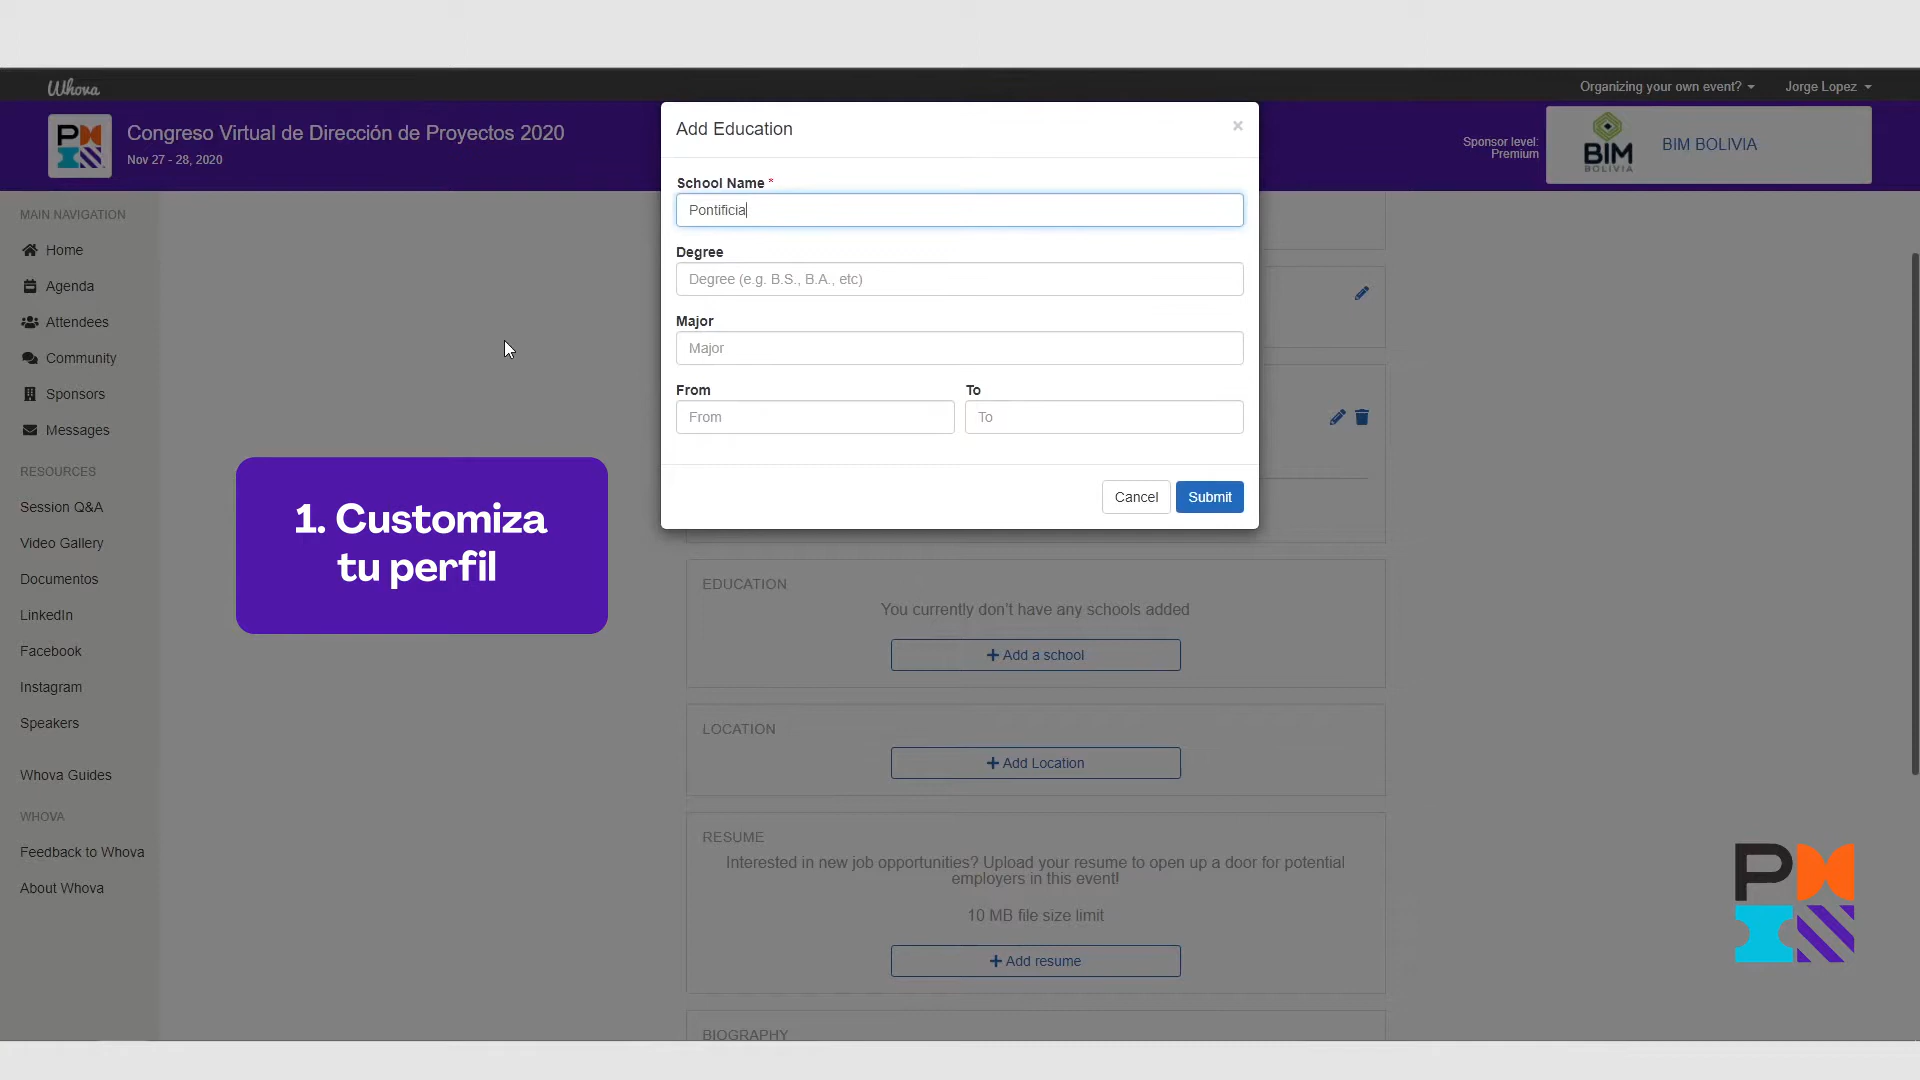 Whova
Organizing your own event?
Jorge Lopez
Congreso Virtual de Dirección de Proyectos 2020
Nov 27 - 28, 2020
Sponsor level:
Premium
BIM
BOLIVIA
BIM BOLIVIA
MAIN NAVIGATION
Home
Agenda
Attendees
Community
Sponsors
Messages
RESOURCES
Session Q&A
Video Gallery
Documentos
LinkedIn
Facebook
Instagram
Speakers
Whova Guides
WHOVA
Feedback to Whova
About Whova
1. Customiza
tu perfil
Add Education
×
School Name *
Pontificia
Degree
Degree (e.g. B.S., B.A., etc)
Major
Major
From
To
From
To
Cancel
Submit
EDUCATION
You currently don't have any schools added
+ Add a school
LOCATION
+ Add Location
RESUME
Interested in new job opportunities? Upload your resume to open up a door for potential
employers in this event!
10 MB file size limit
+ Add resume
BIOGRAPHY